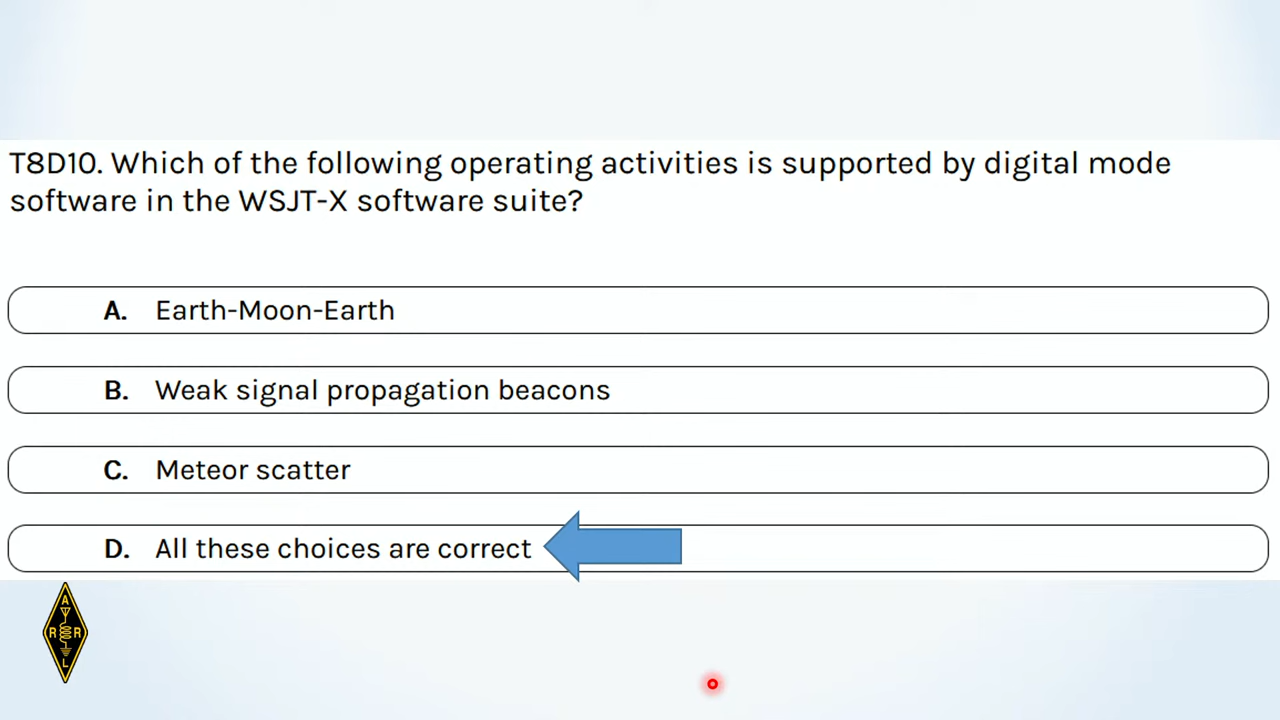 T8D10. Which of the following operating activities is supported by digital mode
software in the WSJT-X software suite?
A. Earth-Moon-Earth
B. Weak signal propagation beacons
C. Meteor scatter
D. All these choices are correct
A
R R
L